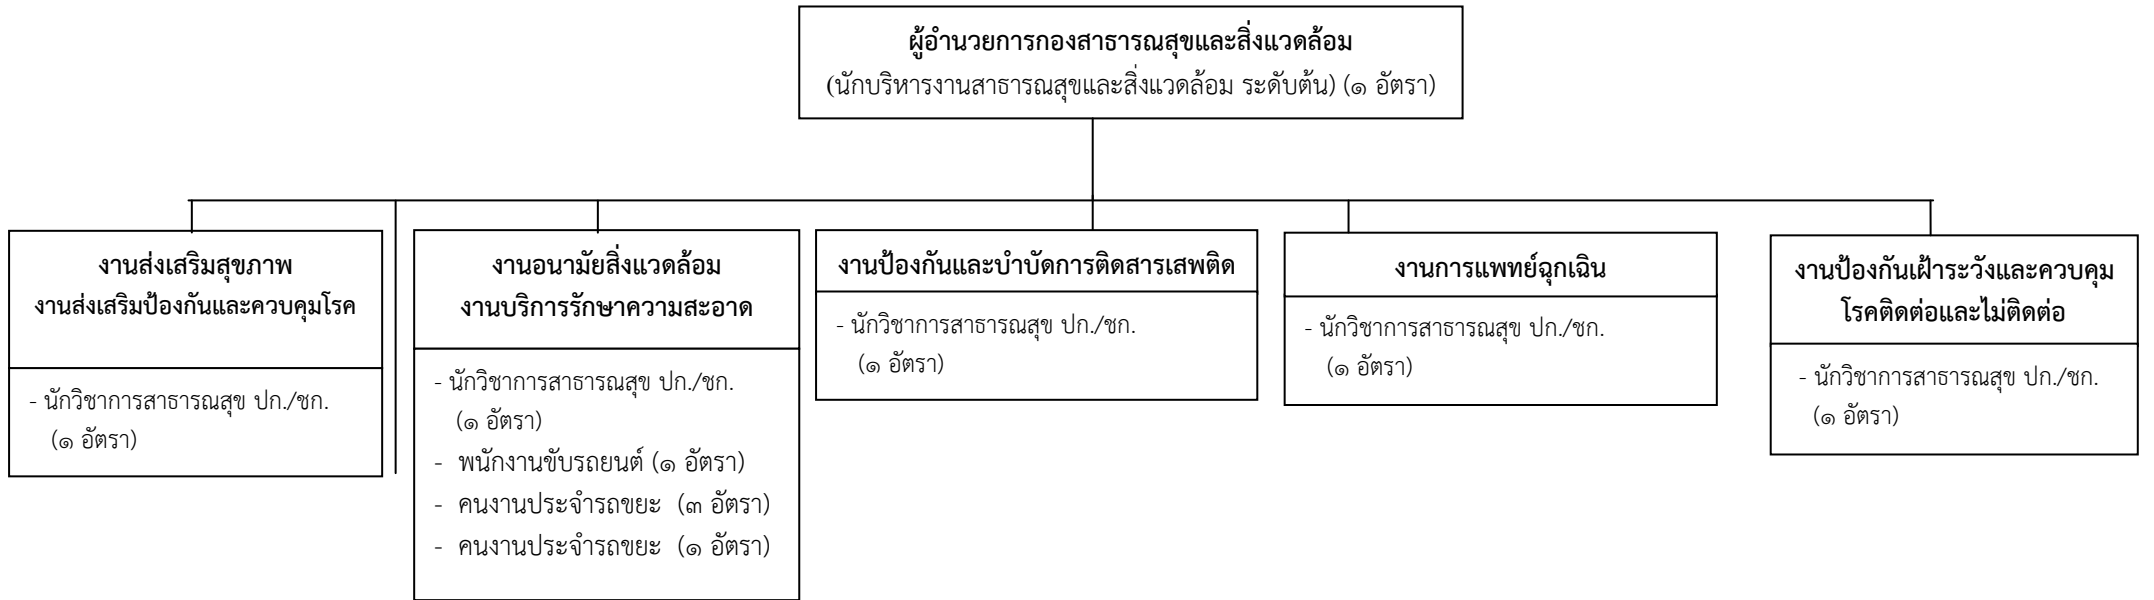 ผู้อำนวยการกองสาธารณสุขและสิ่งแวดล้อม
(นักบริหารงานสาธารณสุขและสิ่งแวดล้อม ระดับต้น) (๑ อัตรา)
งานส่งเสริมสุขภาพ
งานส่งเสริมป้องกันและควบคุมโรค
- นักวิชาการสาธารณสุข ปก./ชก.
(๑ อัตรา)
งานอนามัยสิ่งแวดล้อม
งานบริการรักษาความสะอาด
- นักวิชาการสาธารณสุข ปก./ชก.
(๑ อัตรา)
- พนักงานขับรถยนต์ (๑ อัตรา)
- คนงานประจำรถขยะ (๓ อัตรา)
- คนงานประจำรถขยะ (๑ อัตรา)
งานป้องกันและบำบัดการติดสารเสพติด
- นักวิชาการสาธารณสุข ปก./ชก.
(๑ อัตรา)
งานการแพทย์ฉุกเฉิน
- นักวิชาการสาธารณสุข ปก./ชก.
(๑ อัตรา)
งานป้องกันเฝ้าระวังและควบคุม
โรคติดต่อและไม่ติดต่อ
- นักวิชาการสาธารณสุข ปก./ชก.
(๑ อัตรา)